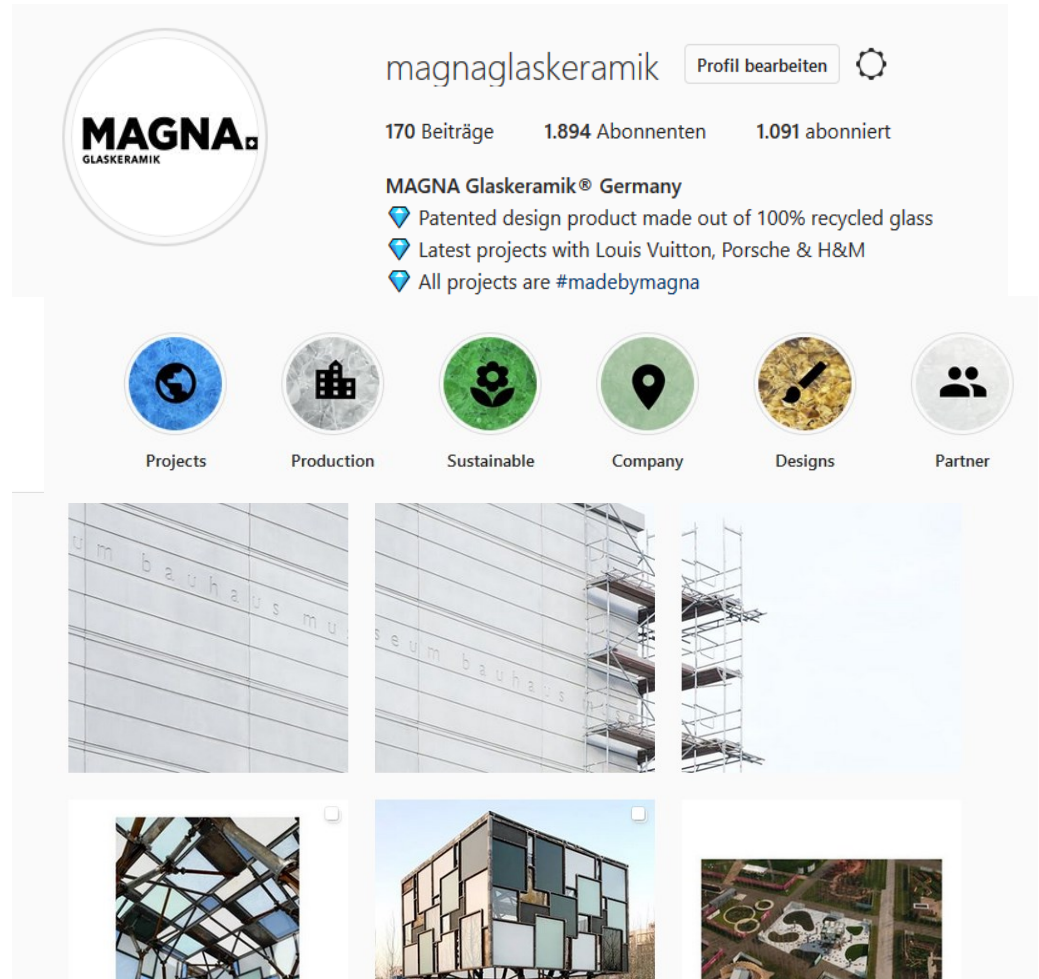 MAGNA.
GLASKERAMIK
magnaglaskeramik Profil bearbeiten
170 Beiträge 1.894 Abonnenten 1.091 abonniert
MAGNA Glaskeramik® Germany
💎 Patented design product made out of 100% recycled glass
💎 Latest projects with Louis Vuitton, Porsche & H&M
💎 All projects are #madebymagna
Projects Production Sustainable Company Designs Partner
um bauhaus mu
seum bauhaus